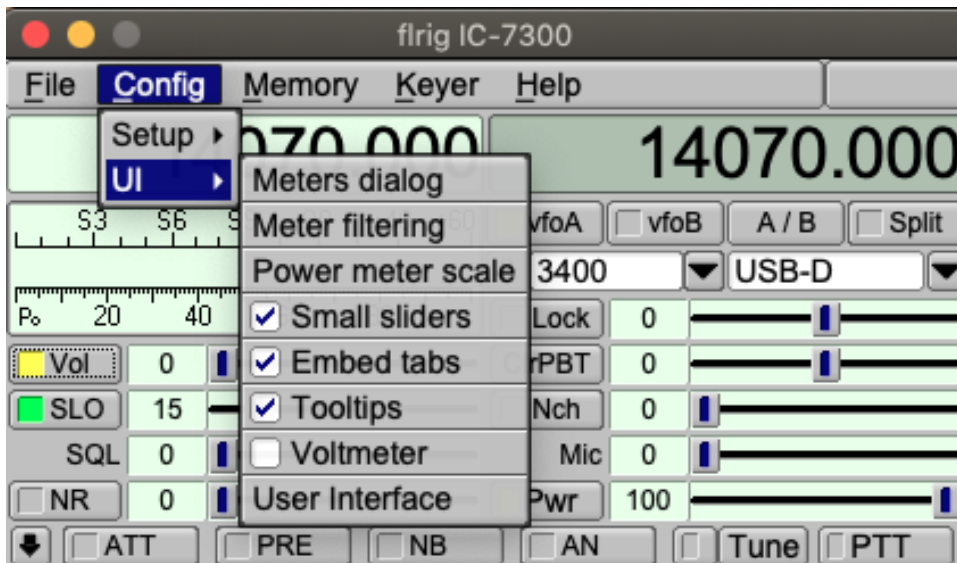 flrig IC-7300
File Config Memory Keyer Help
Setup
14070.000
UI
Meters dialog
Meter filtering
Power meter scale
Small sliders
Embed tabs
Tooltips
Voltmeter
User Interface
S3 S6
60 vfoA vfoB A / B Split
3400 USB-D
Po 20 40
Lock 0
Vol 0
PBT 0
SLO 15
Nch 0
SQL 0
Mic 0
NR 0
Pwr 100
ATT PRE NB AN Tune PTT